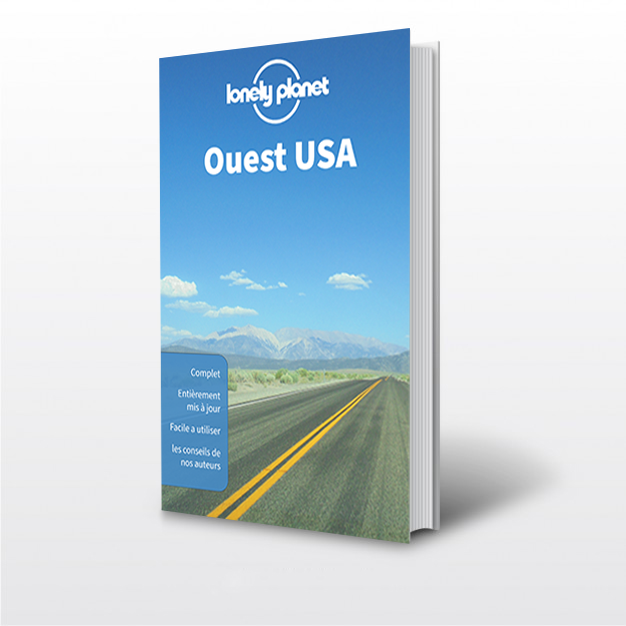 lonely planet
Ouest USA
Complet
Entièrement
mis à jour
Facile a utiliser
les conseils de
nos auteurs